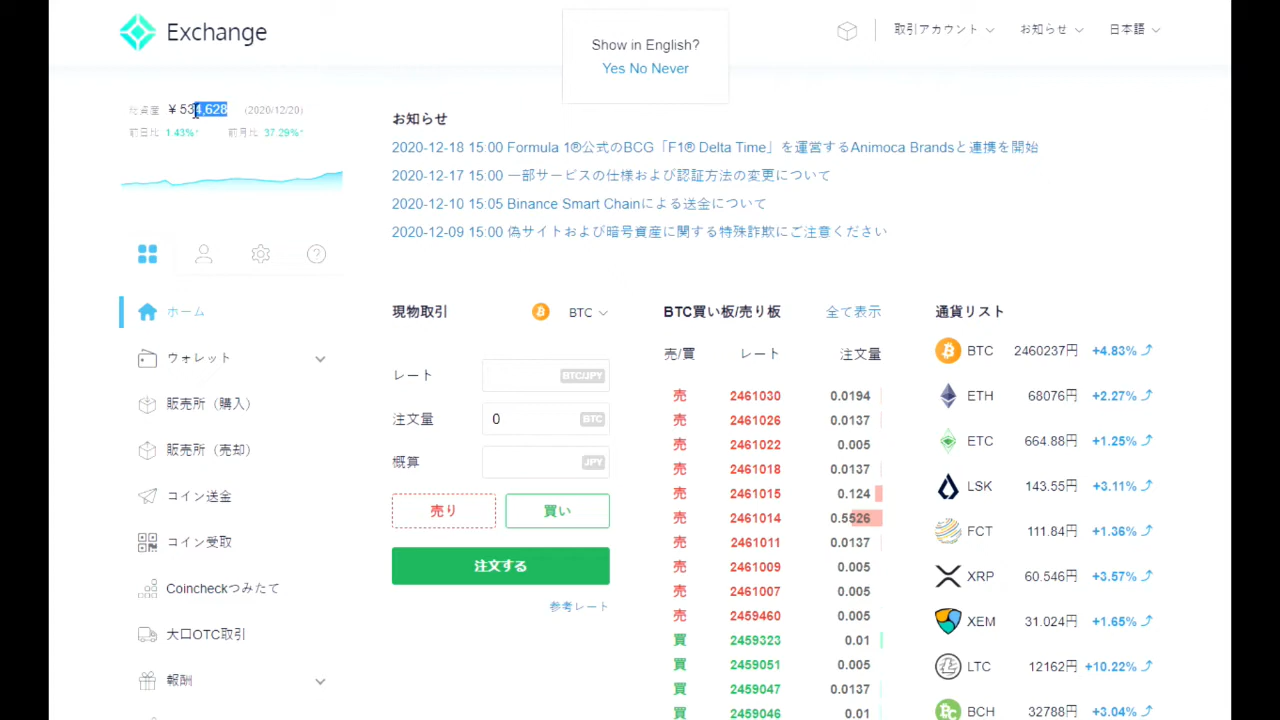 Exchange
Show in English?
Yes No Never
取引アカウント
お知らせ
日本語
総資産 ¥534,628 (2020/12/20)
前日比 1.43%↑ 前月比 37.29%↑
お知らせ
2020-12-18 15:00 Formula 1®公式のBCG「F1® Delta Time」を運営するAnimoca Brandsと連携を開始
2020-12-17 15:00 一部サービスの仕様および認証方法の変更について
2020-12-10 15:05 Binance Smart Chainによる送金について
2020-12-09 15:00 偽サイトおよび暗号資産に関する特殊詐欺にご注意ください
ホーム
ウォレット
販売所（購入）
販売所（売却）
コイン送金
コイン受取
Coincheckつみたて
大口OTC取引
報酬
現物取引 BTC
レート BTC/JPY
注文量 0 BTC
概算 JPY
売り 買い
注文する
参考レート
BTC買い板/売り板 全て表示
売/買 レート 注文量
売 2461030 0.0194
売 2461026 0.0137
売 2461022 0.005
売 2461018 0.0137
売 2461015 0.124
売 2461014 0.5526
売 2461011 0.0137
売 2461009 0.005
売 2461007 0.005
売 2459460 0.005
買 2459323 0.01
買 2459051 0.005
買 2459047 0.0137
買 2459046 0.01
通貨リスト
BTC 2460237円 +4.83%
ETH 68076円 +2.27%
ETC 664.88円 +1.25%
LSK 143.55円 +3.11%
FCT 111.84円 +1.36%
XRP 60.546円 +3.57%
XEM 31.024円 +1.65%
LTC 12162円 +10.22%
BCH 32788円 +3.04%